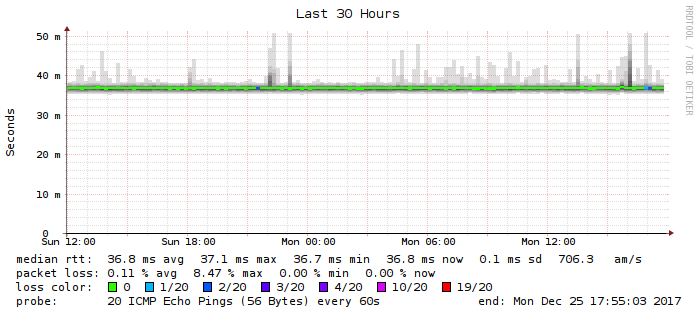 Last 30 Hours
RRDTOOL / TOBI OETIKER
Seconds
50 m
40 m
30 m
20 m
10 m
0
Sun 12:00 Sun 18:00 Mon 00:00 Mon 06:00 Mon 12:00
median rtt: 36.8 ms avg 37.1 ms max 36.7 ms min 36.8 ms now 0.1 ms sd 706.3 am/s
packet loss: 0.11 % avg 8.47 % max 0.00 % min 0.00 % now
loss color: 0 1/20 2/20 3/20 4/20 10/20 19/20
probe: 20 ICMP Echo Pings (56 Bytes) every 60s end: Mon Dec 25 17:55:03 2017